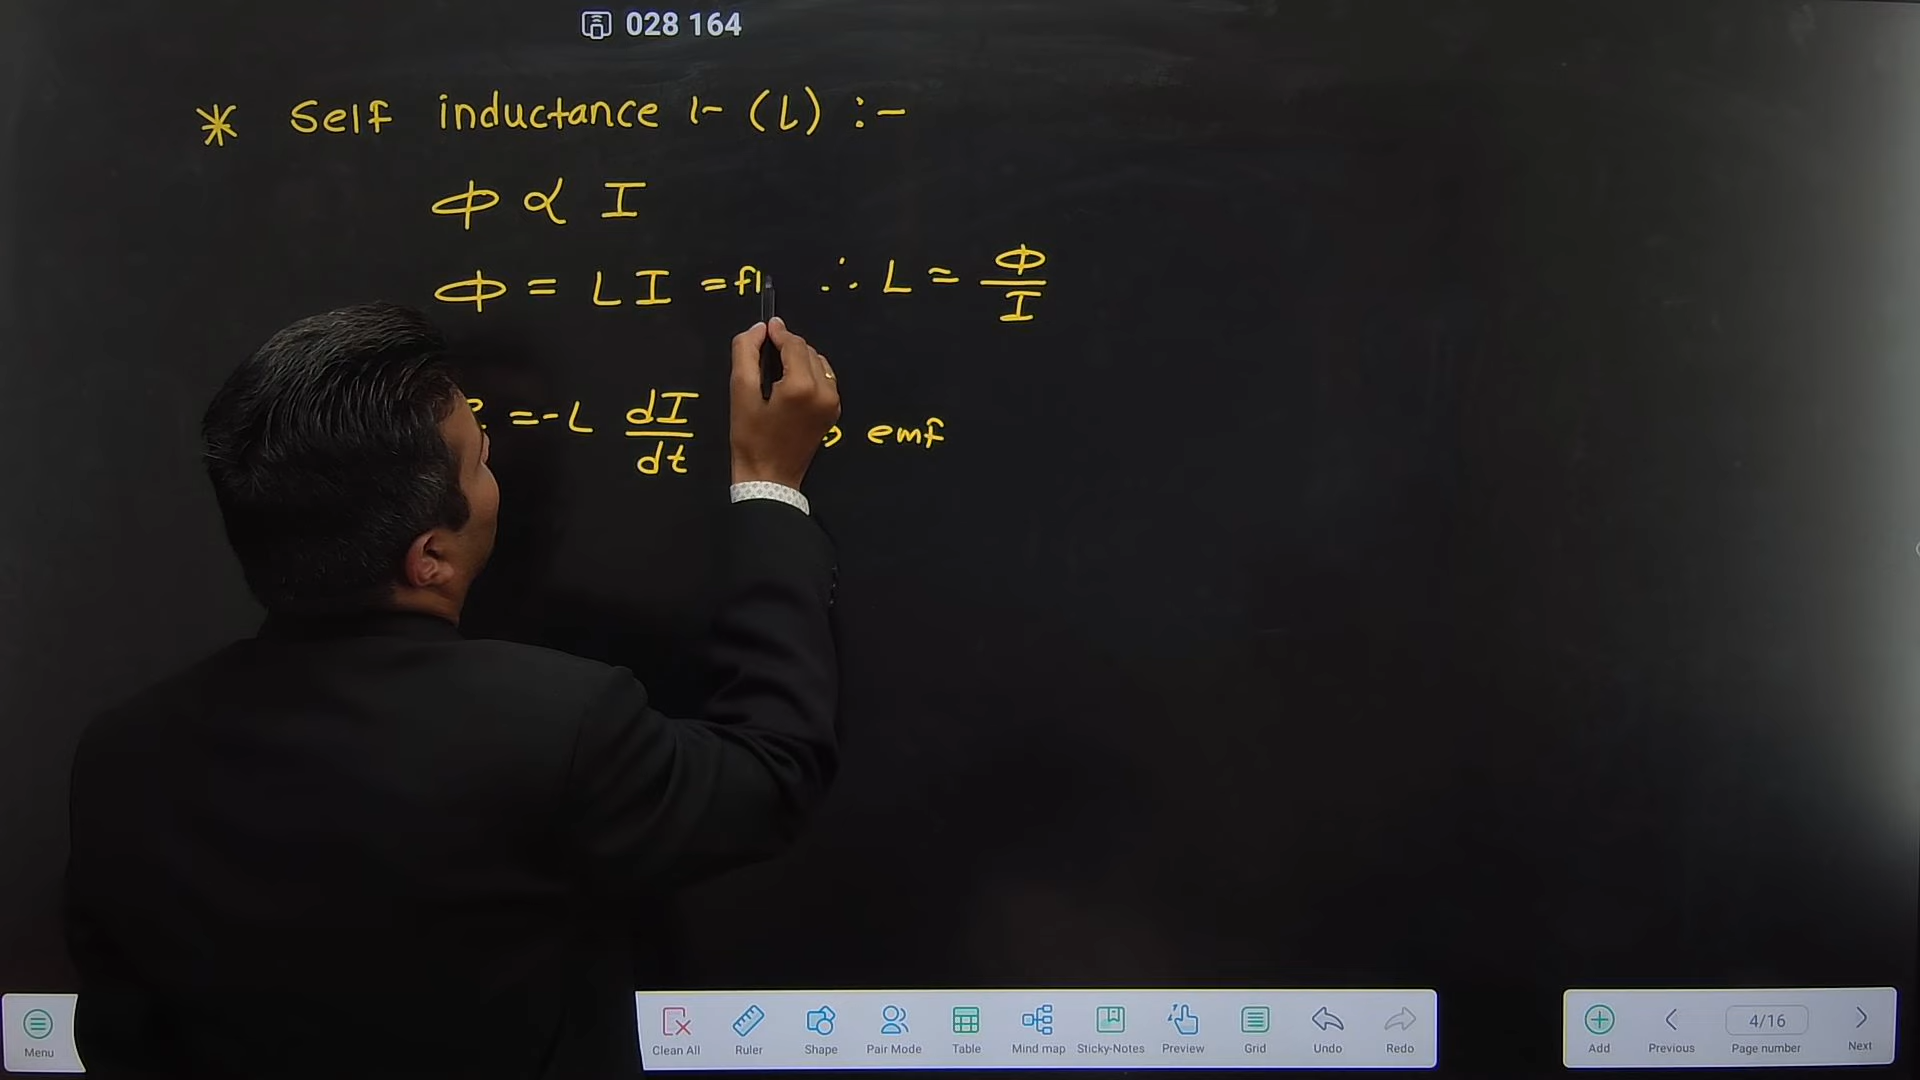 028 164
* Self inductance :- (L) :-
Φ ∝ I
Φ = L I = fl ∴ L = Φ/I
e = -L dI/dt emf
Menu
Clean All Ruler Shape Pair Mode Table Mind map Sticky-Notes Preview Grid Undo Redo
Add Previous 4/16 Page number Next